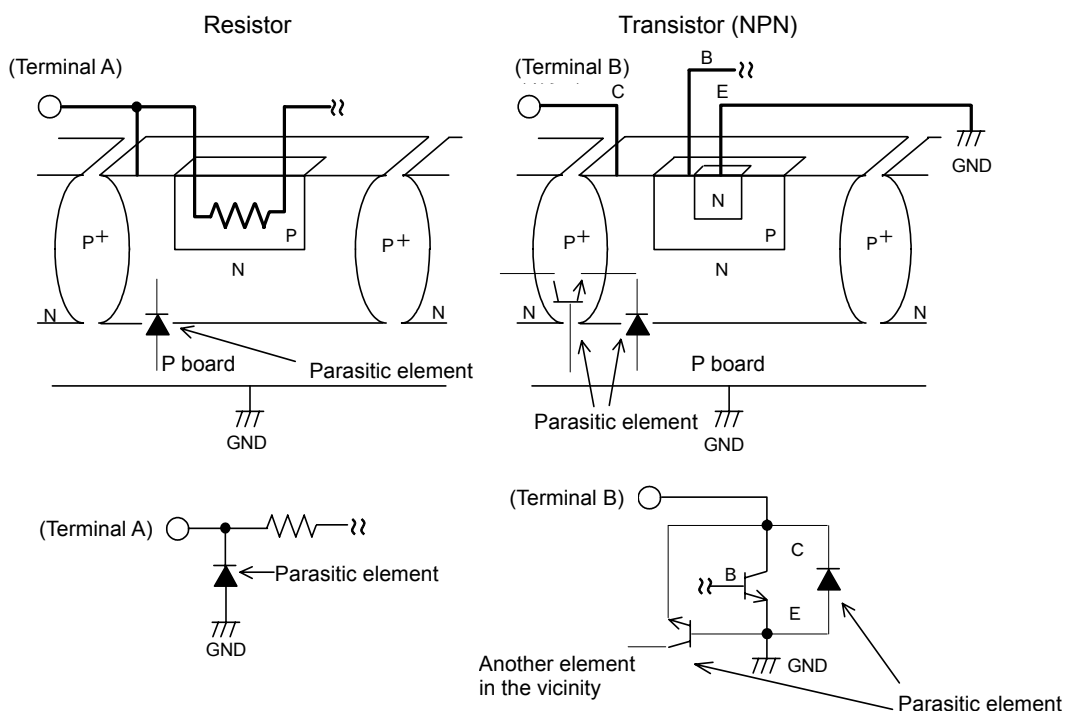 Resistor
(Terminal A)
P+
P
N
P+
N
N
P board
Parasitic element
GND
Transistor (NPN)
(Terminal B)
B
C
E
GND
N
P+
P
N
P+
N
N
P board
Parasitic element
GND
(Terminal A)
Parasitic element
GND
(Terminal B)
C
B
E
GND
Another element
in the vicinity
Parasitic element